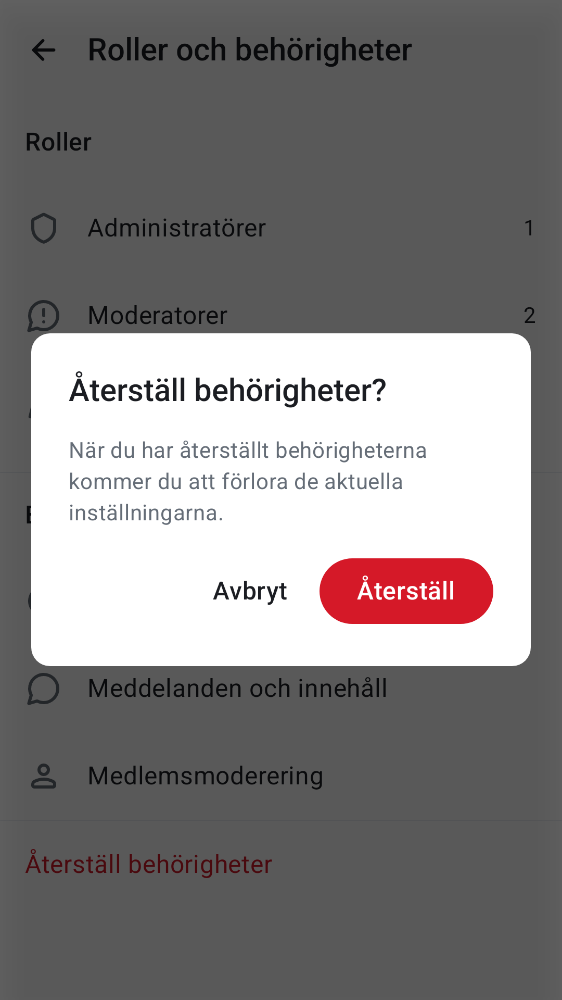 Roller och behörigheter
Roller
Administratörer 1
Moderatorer 2
Återställ behörigheter?
När du har återställt behörigheterna
kommer du att förlora de aktuella
inställningarna.
Avbryt Återställ
Meddelanden och innehåll
Medlemsmoderering
Återställ behörigheter